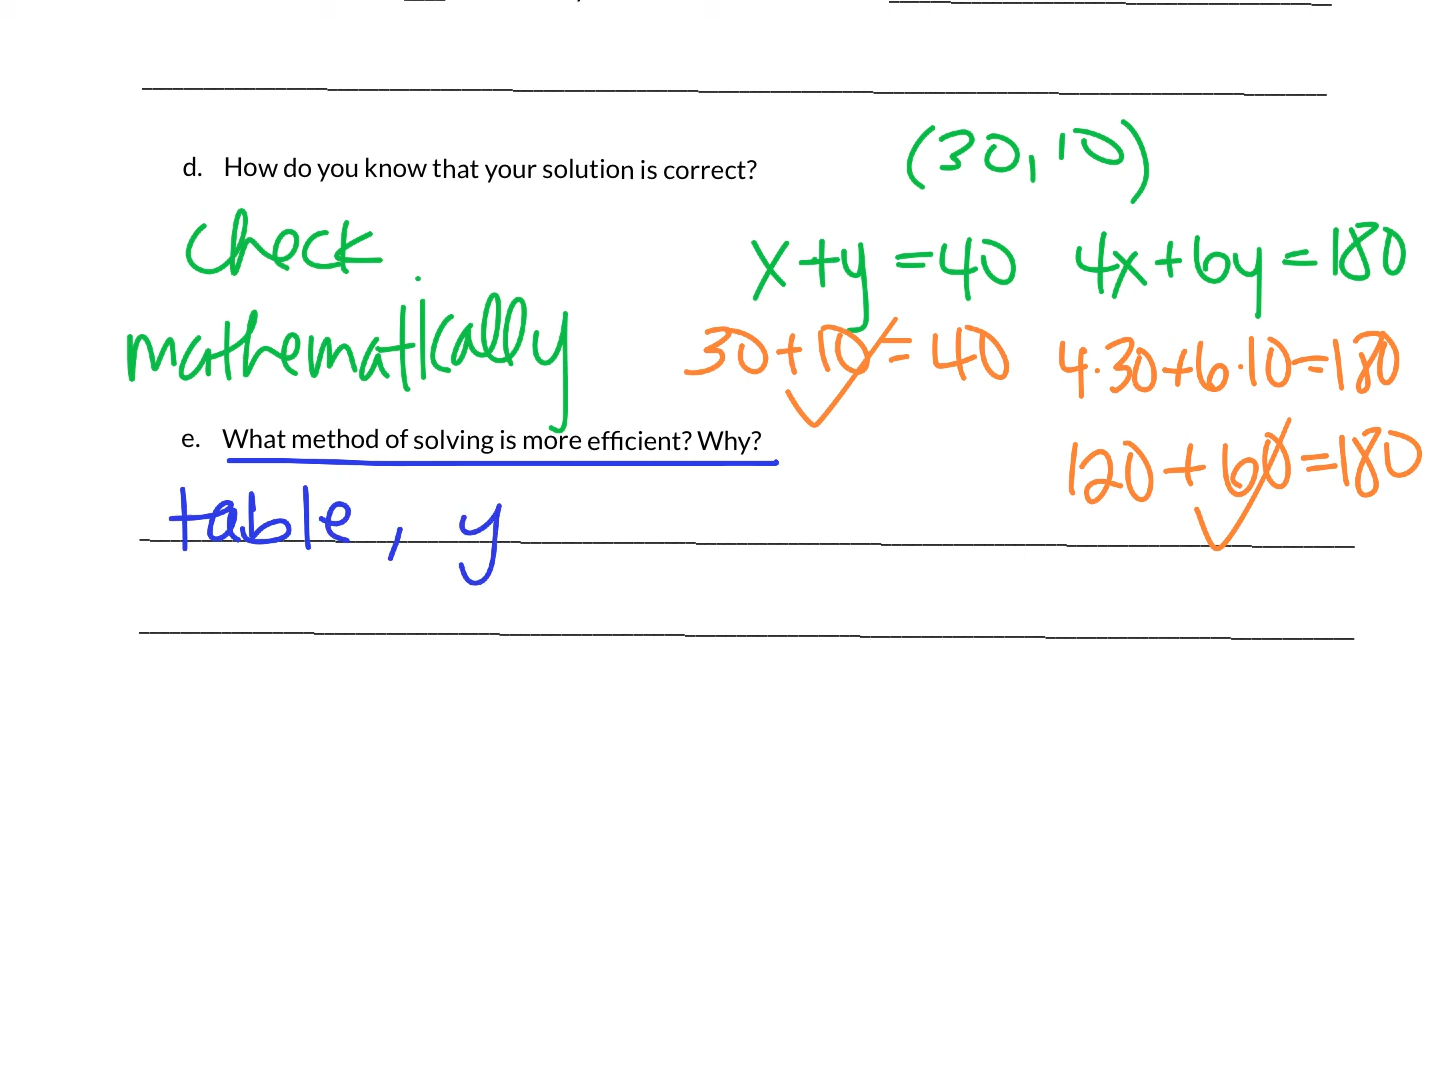 (30,10)
d. How do you know that your solution is correct?
check mathematically
x+y=40
4x+6y=180
30+10=40
4·30+6·10=180
120+60=180
e. What method of solving is more efficient? Why?
table, y